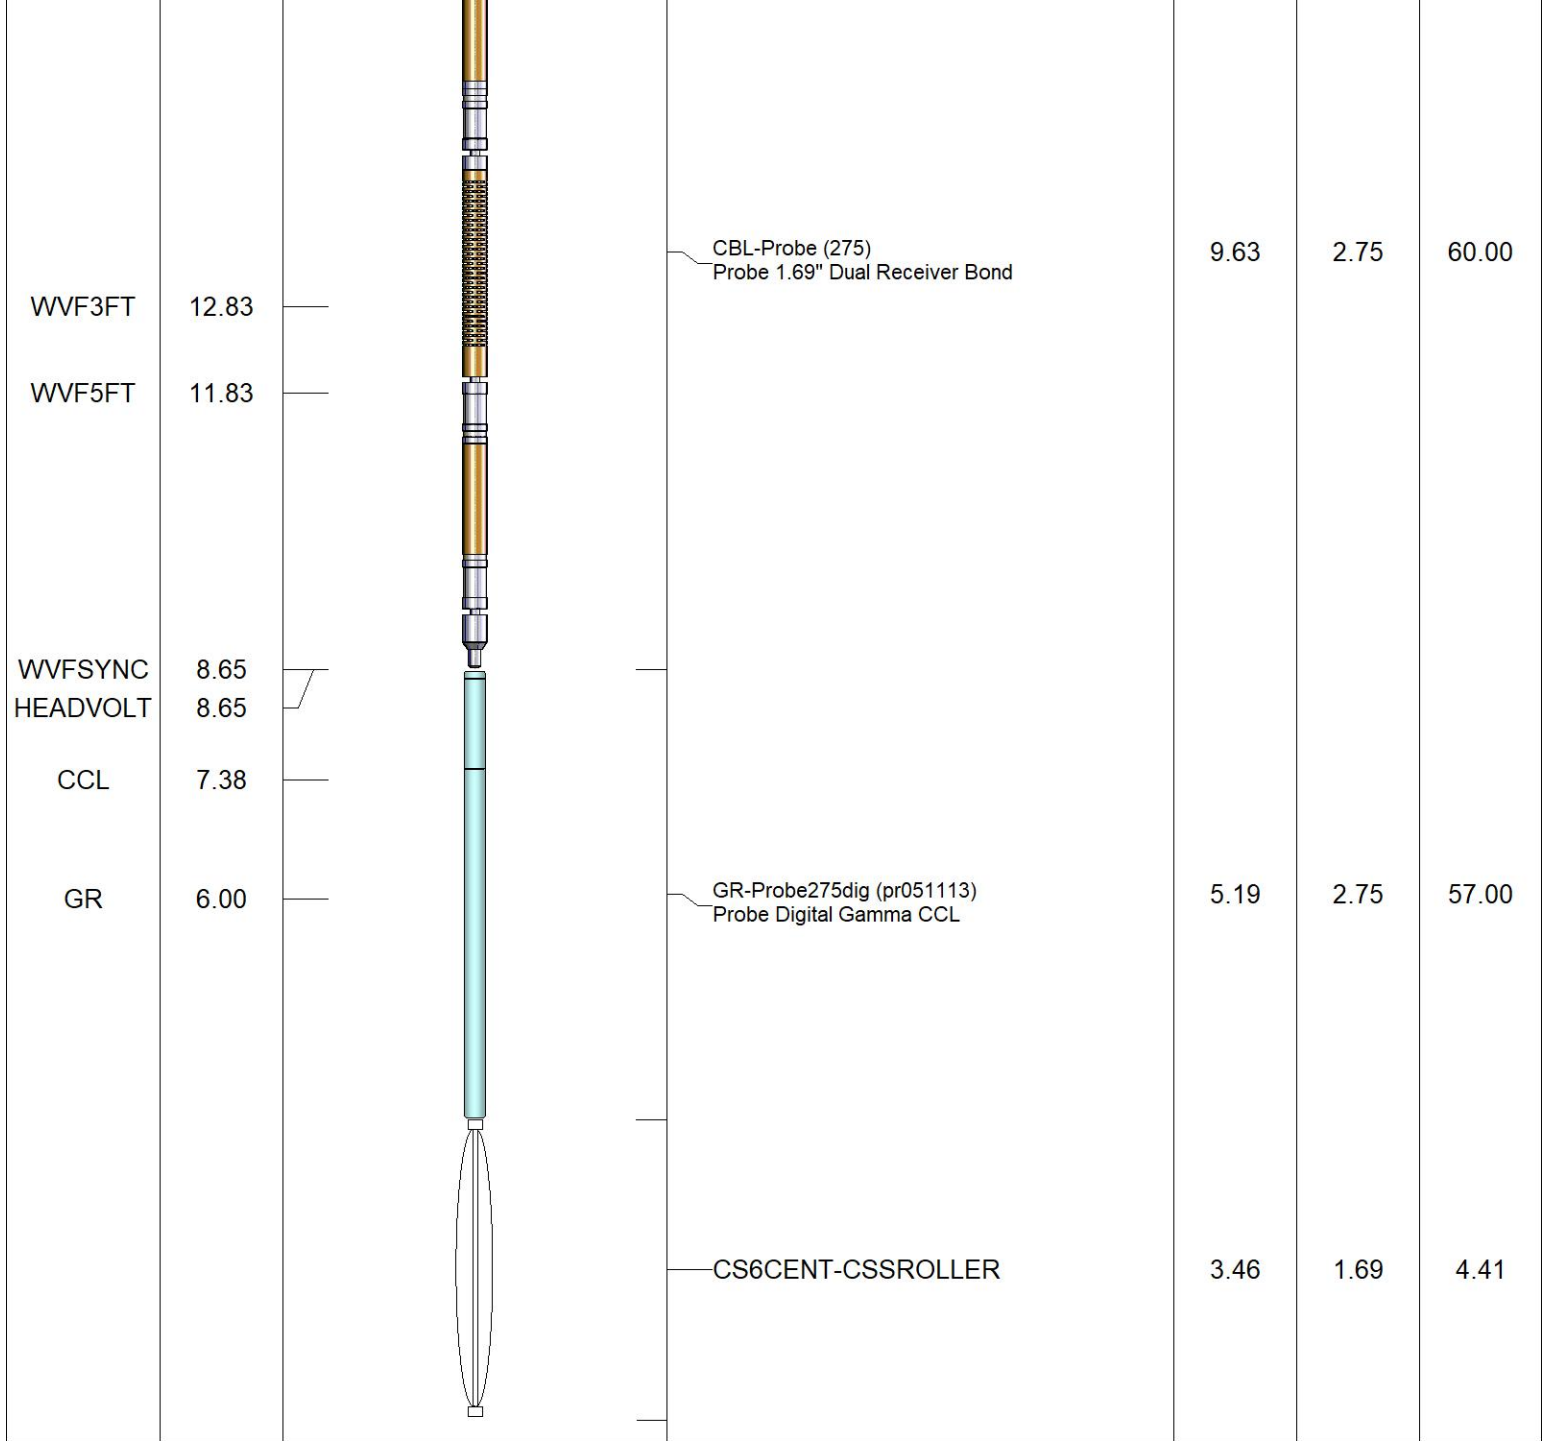 CBL-Probe (275)
Probe 1.69" Dual Receiver Bond
9.63 2.75 60.00
WVF3FT 12.83
WVF5FT 11.83
WVFSYNC 8.65
HEADVOLT 8.65
CCL 7.38
GR 6.00
GR-Probe275dig (pr051113)
Probe Digital Gamma CCL
5.19 2.75 57.00
CS6CENT-CSSROLLER 3.46 1.69 4.41